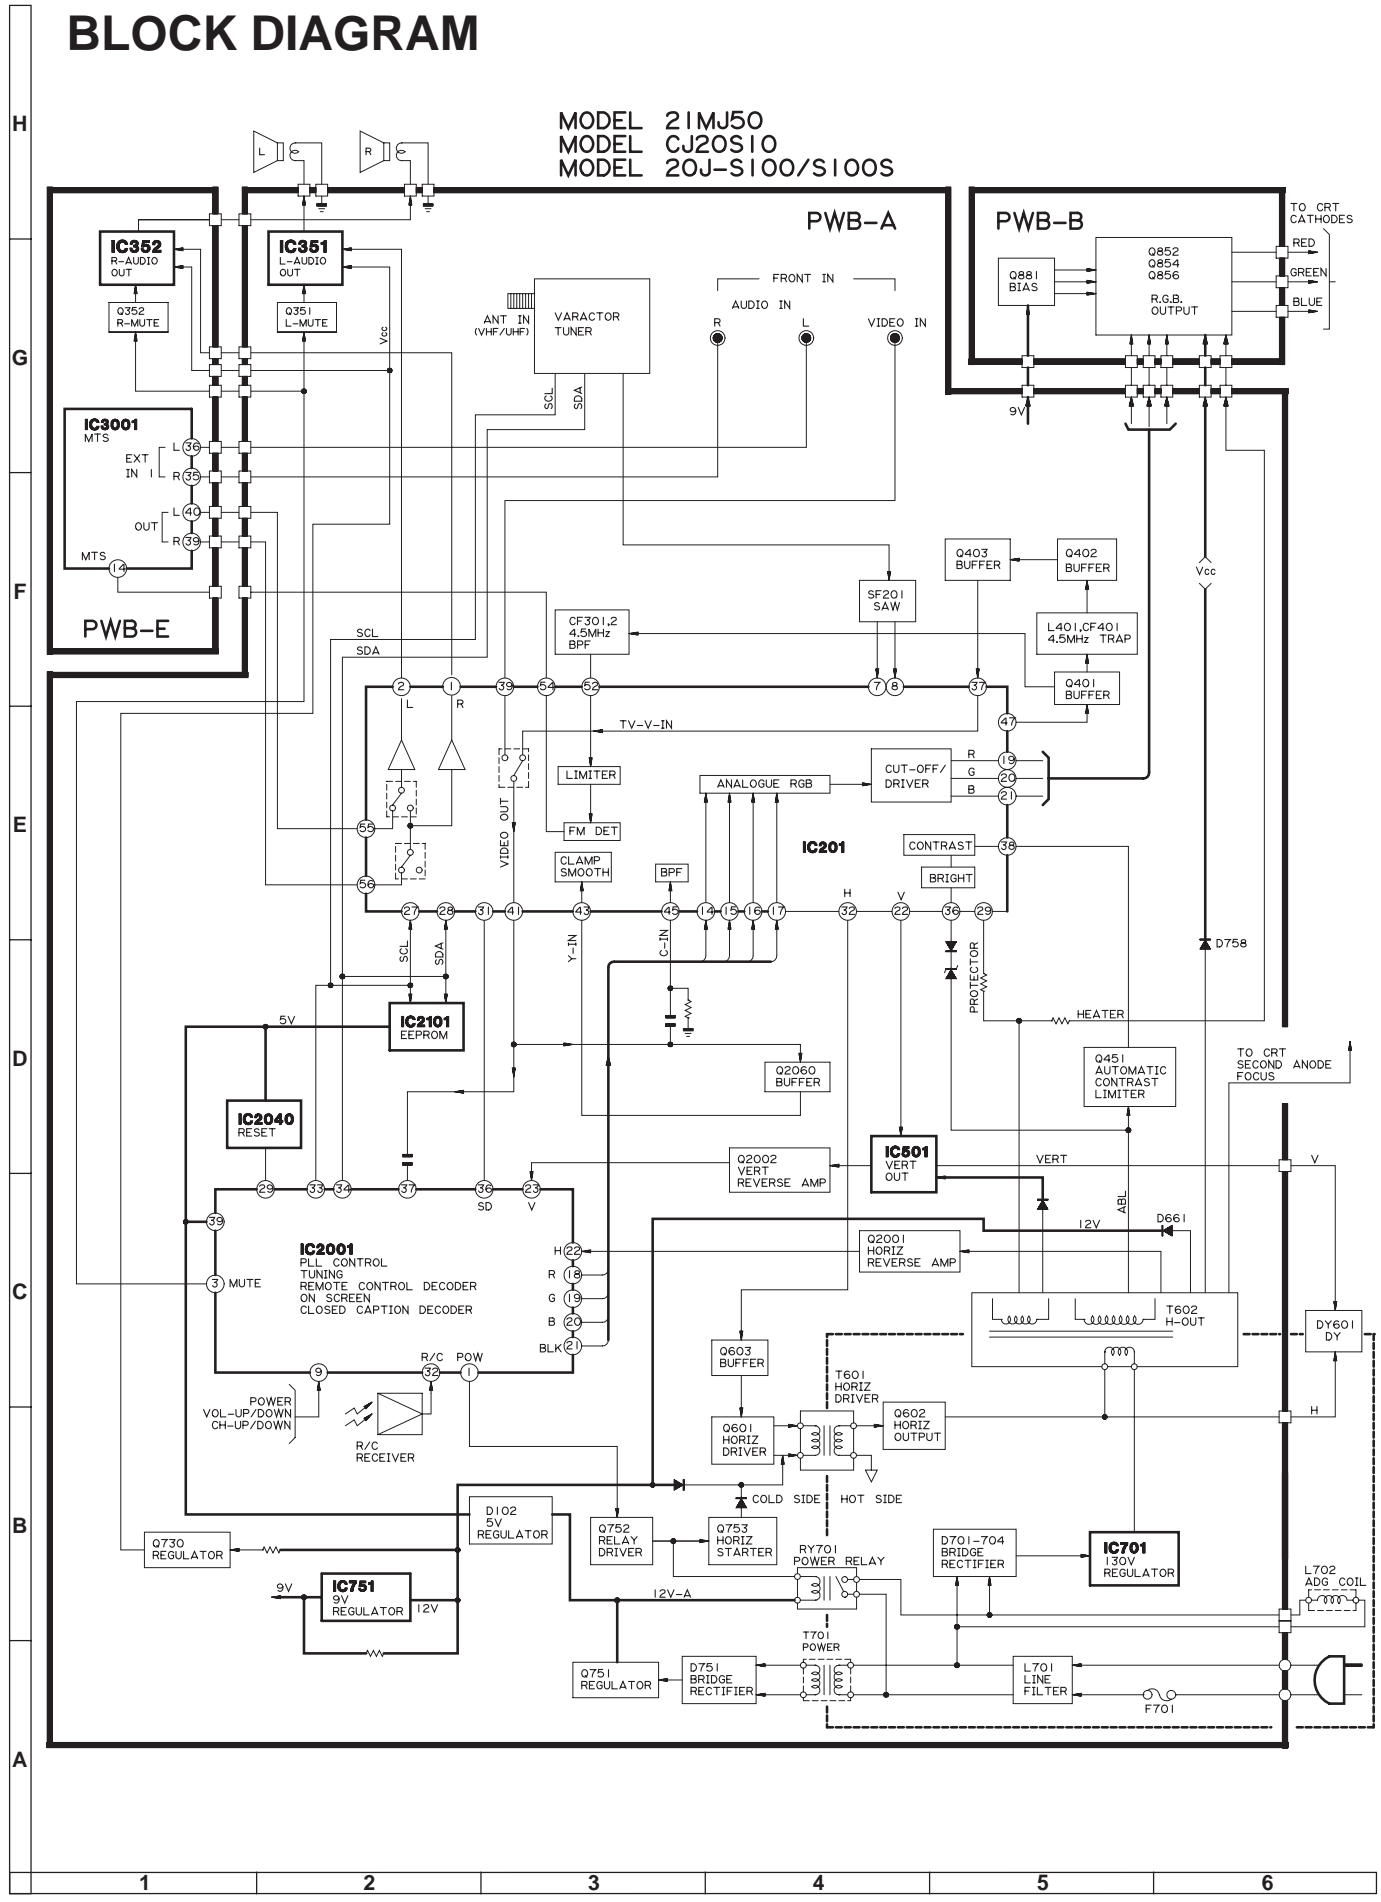 BLOCK DIAGRAM
H
MODEL 21MJ50
MODEL CJ20S10
MODEL 20J-S100/S100S
L
R
PWB-A
PWB-B
TO CRT
CATHODES
RED
GREEN
BLUE
IC352
R-AUDIO
OUT
IC351
L-AUDIO
OUT
Q352
R-MUTE
Q351
L-MUTE
Vcc
ANT IN
(VHF/UHF)
VARACTOR
TUNER
SCL
SDA
FRONT IN
AUDIO IN
R
L
VIDEO IN
Q881
BIAS
Q852
Q854
Q856
R.G.B.
OUTPUT
9V
G
IC3001
MTS
EXT
IN 1
L 36
R 35
OUT
L 40
R 39
MTS
14
PWB-E
F
SCL
SDA
CF301,2
4.5MHz
BPF
SF201
SAW
Q403
BUFFER
Q402
BUFFER
L401,CF401
4.5MHz TRAP
Q401
BUFFER
Vcc
2
1
39
54
52
7
8
37
L
R
47
TV-V-IN
LIMITER
FM DET
VIDEO OUT
CLAMP
SMOOTH
BPF
ANALOGUE RGB
CUT-OFF/
DRIVER
R
G
B
19
20
21
IC201
CONTRAST
BRIGHT
38
E
55
56
H
V
27
28
31
41
43
45
14
15
16
17
32
22
36
29
SCL
SDA
Y-IN
C-IN
PROTECTOR
D758
HEATER
D
5V
IC2101
EEPROM
IC2040
RESET
Q2060
BUFFER
Q451
AUTOMATIC
CONTRAST
LIMITER
TO CRT
SECOND ANODE
FOCUS
Q2002
VERT
REVERSE AMP
IC501
VERT
OUT
VERT
V
ABL
12V
D661
29
33
34
37
36
SD
23
V
39
IC2001
PLL CONTROL
TUNING
REMOTE CONTROL DECODER
ON SCREEN
CLOSED CAPTION DECODER
3 MUTE
H 22
R 18
G 19
B 20
BLK 21
R/C
POW
9
32
1
C
Q2001
HORIZ
REVERSE AMP
T602
H-OUT
DY601
DY
Q603
BUFFER
T601
HORIZ
DRIVER
POWER
VOL-UP/DOWN
CH-UP/DOWN
R/C
RECEIVER
Q601
HORIZ
DRIVER
Q602
HORIZ
OUTPUT
H
COLD SIDE
HOT SIDE
B
D102
5V
REGULATOR
Q730
REGULATOR
Q752
RELAY
DRIVER
Q753
HORIZ
STARTER
RY701
POWER RELAY
D701-704
BRIDGE
RECTIFIER
IC701
130V
REGULATOR
L702
ADG COIL
9V
IC751
9V
REGULATOR
12V
12V-A
T701
POWER
Q751
REGULATOR
D751
BRIDGE
RECTIFIER
L701
LINE
FILTER
F701
A
1
2
3
4
5
6